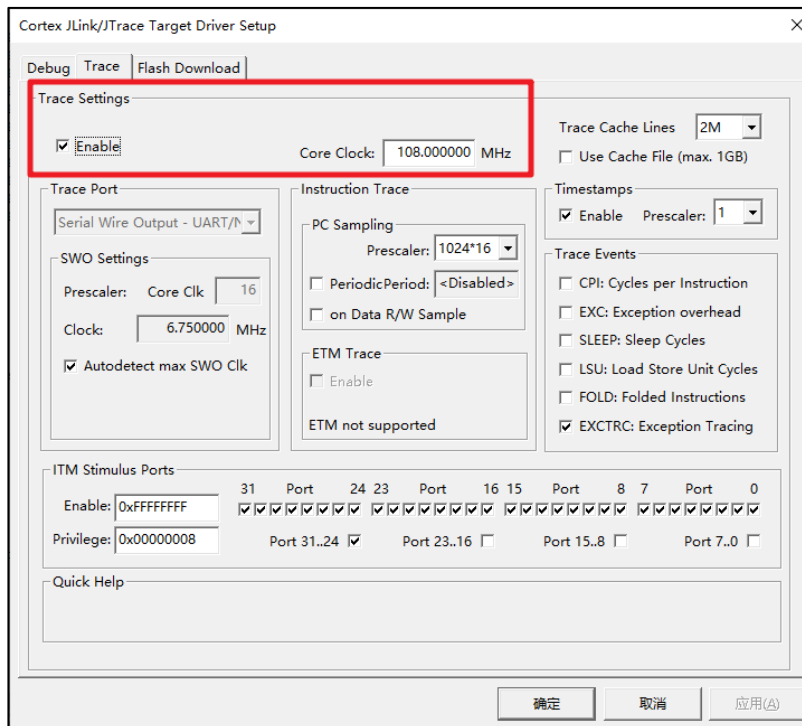 Cortex JLink/JTrace Target Driver Setup
Debug Trace Flash Download
Trace Settings
Enable
Core Clock: 108.000000 MHz
Trace Cache Lines 2M
Use Cache File (max. 1GB)
Trace Port
Serial Wire Output - UART/N
SWO Settings
Prescaler: Core Clk 16
Clock: 6.750000 MHz
Autodetect max SWO Clk
Instruction Trace
PC Sampling
Prescaler: 1024*16
PeriodicPeriod: <Disabled>
on Data R/W Sample
ETM Trace
Enable
ETM not supported
Timestamps
Enable Prescaler: 1
Trace Events
CPI: Cycles per Instruction
EXC: Exception overhead
SLEEP: Sleep Cycles
LSU: Load Store Unit Cycles
FOLD: Folded Instructions
EXCTRC: Exception Tracing
ITM Stimulus Ports
31 Port 24 23 Port 16 15 Port 8 7 Port 0
Enable: 0xFFFFFFFF
Privilege: 0x00000008 Port 31..24 Port 23..16 Port 15..8 Port 7..0
Quick Help
确定 取消 应用(A)